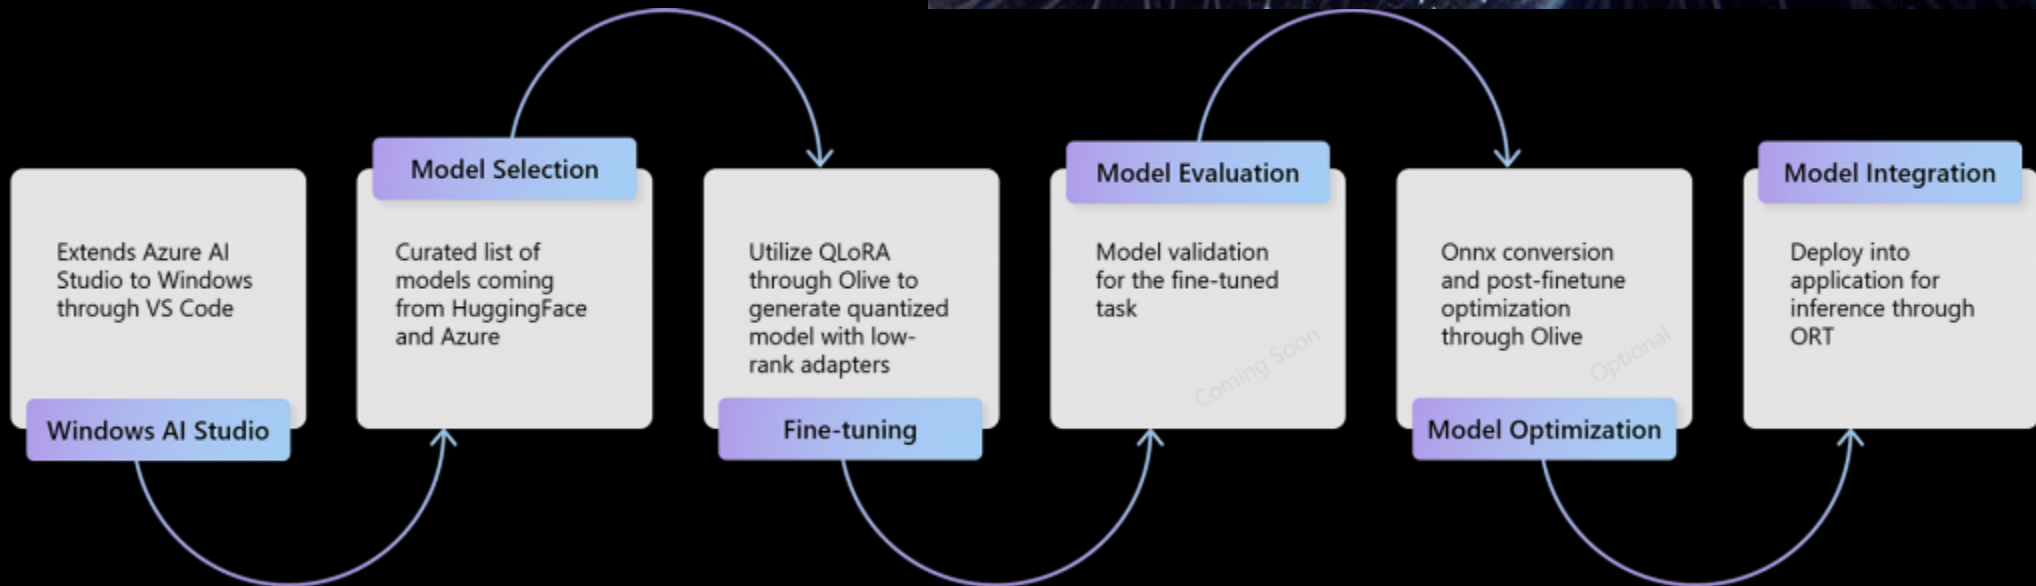 Extends Azure AI
Studio to Windows
through VS Code
Windows AI Studio
Model Selection
Curated list of
models coming
from HuggingFace
and Azure
Utilize QLoRA
through Olive to
generate quantized
model with low-
rank adapters
Fine-tuning
Model Evaluation
Model validation
for the fine-tuned
task
Coming Soon
Onnx conversion
and post-finetune
optimization
through Olive
Optional
Model Optimization
Model Integration
Deploy into
application for
inference through
ORT